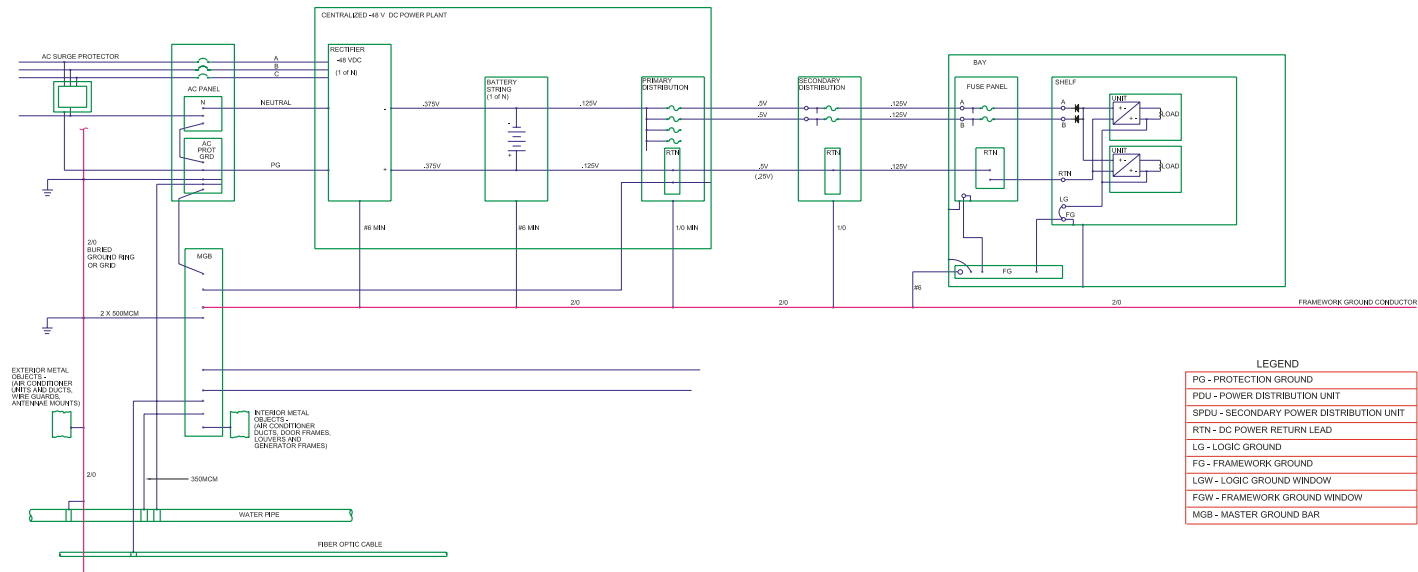 CENTRALIZED -48 V DC POWER PLANT
AC SURGE PROTECTOR
A
B
C
RECTIFIER
-48 VDC
(1 of N)
AC PANEL
N
NEUTRAL
AC
PROT
GRD
PG
-
+
.375V
.375V
BATTERY
STRING
(1 of N)
-
+
.125V
.125V
PRIMARY
DISTRIBUTION
RTN
.5V
.5V
.5V
(.25V)
SECONDARY
DISTRIBUTION
RTN
.125V
.125V
.125V
BAY
FUSE PANEL
A
B
RTN
SHELF
A
B
RTN
LG
FG
UNIT
+ -
+ -
LOAD
UNIT
+ -
+ -
LOAD
#6 MIN
#6 MIN
1/0 MIN
1/0
2/0
BURIED
GROUND RING
OR GRID
MGB
FG
#6
2/0
2/0
2/0
FRAMEWORK GROUND CONDUCTOR
2 X 500MCM
EXTERIOR METAL
OBJECTS -
(AIR CONDITIONER
UNITS AND DUCTS,
WIRE GUARDS,
ANTENNAE MOUNTS)
INTERIOR METAL
OBJECTS -
(AIR CONDITIONER
DUCTS, DOOR FRAMES,
LOUVERS AND
GENERATOR FRAMES)
2/0
350MCM
WATER PIPE
FIBER OPTIC CABLE
LEGEND
PG - PROTECTION GROUND
PDU - POWER DISTRIBUTION UNIT
SPDU - SECONDARY POWER DISTRIBUTION UNIT
RTN - DC POWER RETURN LEAD
LG - LOGIC GROUND
FG - FRAMEWORK GROUND
LGW - LOGIC GROUND WINDOW
FGW - FRAMEWORK GROUND WINDOW
MGB - MASTER GROUND BAR